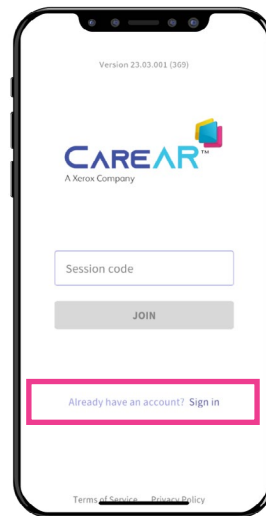 Version 23.03.001 (369)
CAREAR™
A Xerox Company
Session code
JOIN
Already have an account? Sign in
Terms of Service Privacy Policy